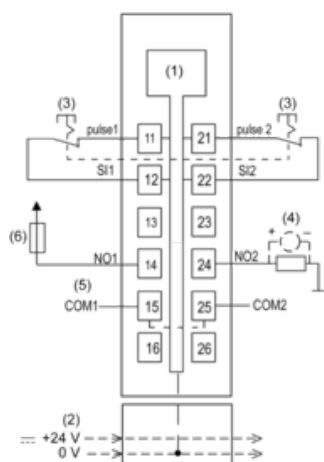 (1)
(3)
(3)
pulse1
11
21
pulse 2
SI1
12
22
SI2
13
23
(4)
+
-
(6)
NO1
14
24
NO2
(5)
COM1
15
25
COM2
16
26
(2)
+24 V
0 V